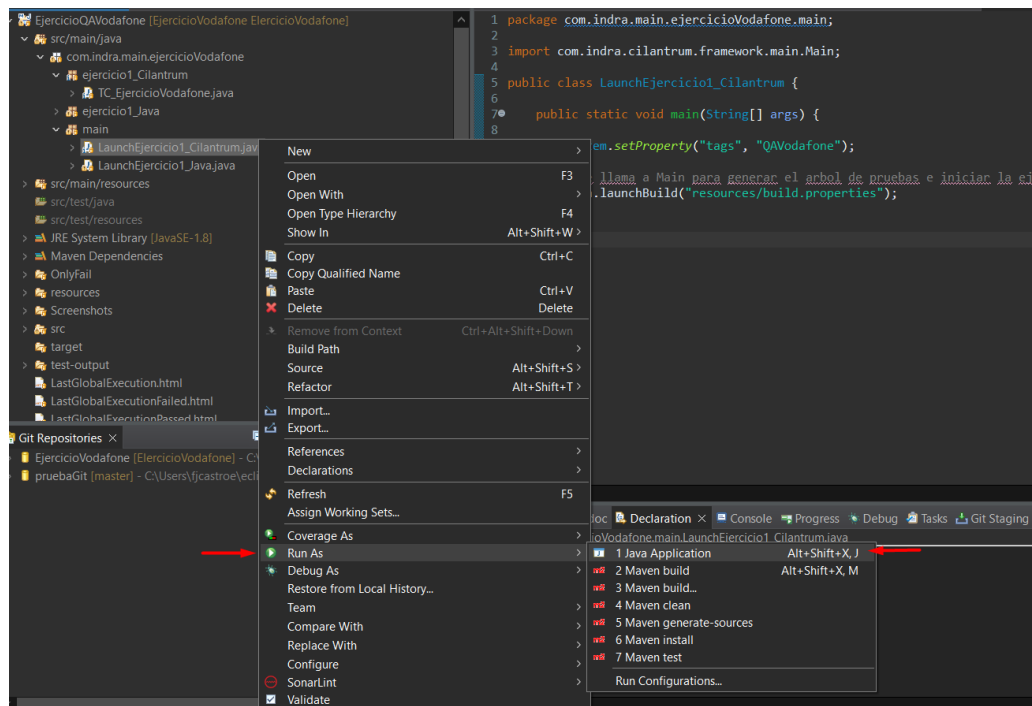 EjercicioQAVodafone [EjercicioVodafone ElercicioVodafone]
src/main/java
com.indra.main.ejercicioVodafone
ejercicio1_Cilantrum
TC_EjercicioVodafone.java
ejercicio1_Java
main
LaunchEjercicio1_Cilantrum.jav
LaunchEjercicio1_Java.java
src/main/resources
src/test/java
src/test/resources
JRE System Library [JavaSE-1.8]
Maven Dependencies
OnlyFail
resources
Screenshots
src
target
test-output
LastGlobalExecution.html
LastGlobalExecutionFailed.html
LastGlobalExecutionPassed.html
Git Repositories
EjercicioVodafone [ElercicioVodafone] - C:
pruebaGit [master] - C:\Users\fjcastroe\ecli
1 package com.indra.main.ejercicioVodafone.main;
2
3 import com.indra.cilantrum.framework.main.Main;
4
5 public class LaunchEjercicio1_Cilantrum {
6
7 public static void main(String[] args) {
8
em.setProperty("tags", "QAVodafone");
llama a Main para generar el arbol de pruebas e iniciar la ej
.launchBuild("resources/build.properties");
New
Open F3
Open With
Open Type Hierarchy F4
Show In Alt+Shift+W
Copy Ctrl+C
Copy Qualified Name
Paste Ctrl+V
Delete Delete
Remove from Context Ctrl+Alt+Shift+Down
Build Path
Source Alt+Shift+S
Refactor Alt+Shift+T
Import...
Export...
References
Declarations
Refresh F5
Assign Working Sets...
Coverage As
Run As
Debug As
Restore from Local History...
Team
Compare With
Replace With
Configure
SonarLint
Validate
doc Declaration Console Progress Debug Tasks Git Staging
ioVodafone.main.LaunchEjercicio1_Cilantrum.java
1 Java Application Alt+Shift+X, J
2 Maven build Alt+Shift+X, M
3 Maven build...
4 Maven clean
5 Maven generate-sources
6 Maven install
7 Maven test
Run Configurations...